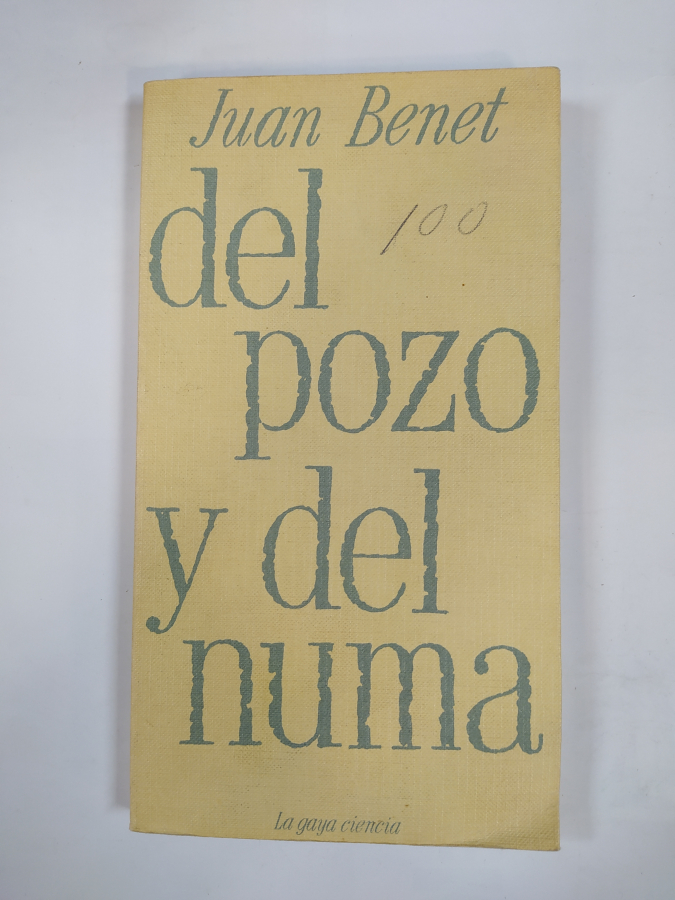 Juan Benet
del
100
pozo
y del
numa
La gaya ciencia